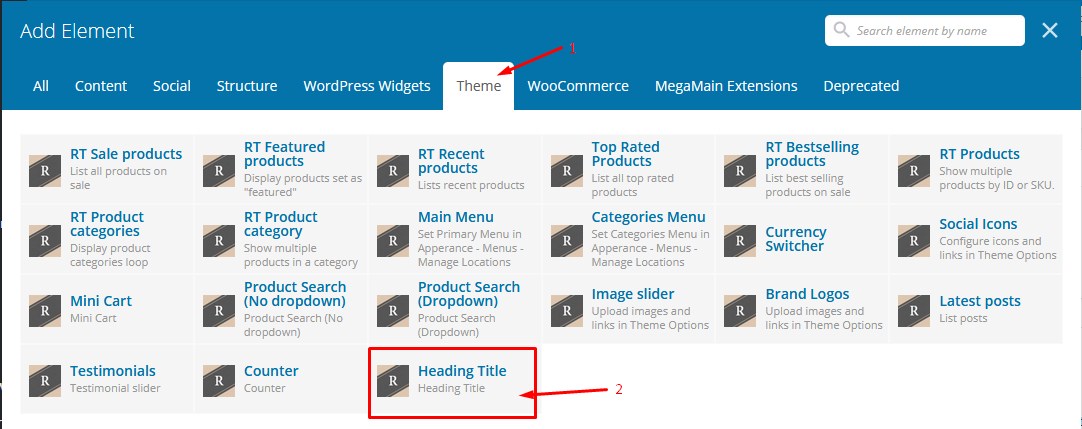 Add Element
Search element by name
1
All Content Social Structure WordPress Widgets Theme WooCommerce MegaMain Extensions Deprecated
R
RT Sale products
List all products on
sale
R
RT Featured
products
Display products set as
"featured"
R
RT Recent
products
Lists recent products
R
Top Rated
Products
List all top rated
products
R
RT Bestselling
products
List best selling
products on sale
R
RT Products
Show multiple
products by ID or SKU.
R
RT Product
categories
Display product
categories loop
R
RT Product
category
Show multiple
products in a category
R
Main Menu
Set Primary Menu in
Apperance - Menus -
Manage Locations
R
Categories Menu
Set Categories Menu in
Apperance - Menus -
Manage Locations
R
Currency
Switcher
R
Social Icons
Configure icons and
links in Theme Options
R
Mini Cart
Mini Cart
R
Product Search
(No dropdown)
Product Search (No
dropdown)
R
Product Search
(Dropdown)
Product Search
(Dropdown)
R
Image slider
Upload images and
links in Theme Options
R
Brand Logos
Upload images and
links in Theme Options
R
Latest posts
List posts
R
Testimonials
Testimonial slider
R
Counter
Counter
R
Heading Title
Heading Title
2